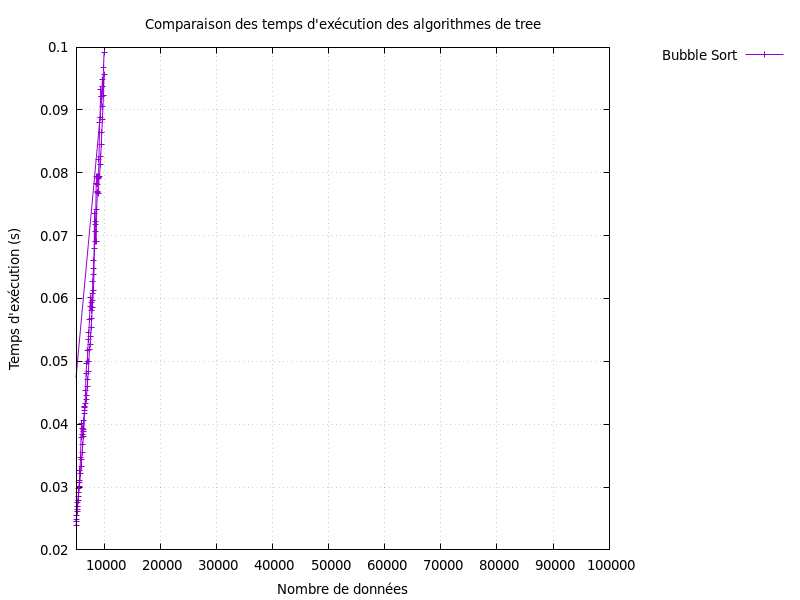 Comparaison des temps d'exécution des algorithmes de tree
Bubble Sort
0.1
0.09
0.08
0.07
0.06
0.05
0.04
0.03
0.02
Temps d'exécution (s)
10000 20000 30000 40000 50000 60000 70000 80000 90000 100000
Nombre de données